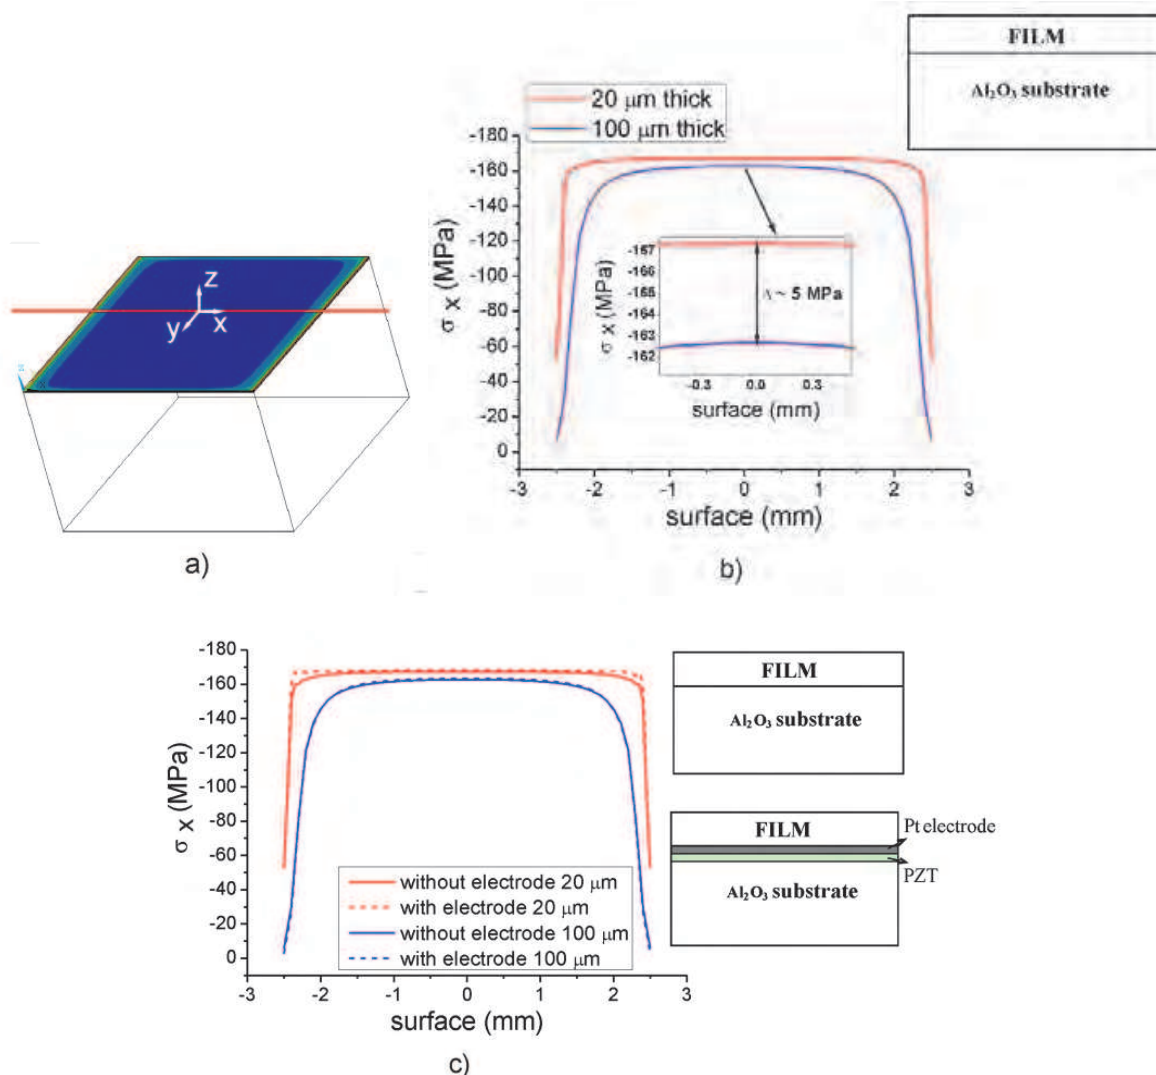 FILM
Al₂O₃ substrate
20 μm thick
100 μm thick
-180
-160
-140
-120
-100
-80
-60
-40
-20
0
σ x (MPa)
-167
-166
-165
-164
-163
-162
σ x (MPa)
Δ ~ 5 MPa
-0.3 0.0 0.3
surface (mm)
-3 -2 -1 0 1 2 3
surface (mm)
z
y x
a)
b)
-180
-160
-140
-120
-100
-80
-60
-40
-20
0
σ x (MPa)
without electrode 20 μm
with electrode 20 μm
without electrode 100 μm
with electrode 100 μm
-3 -2 -1 0 1 2 3
surface (mm)
FILM
Al₂O₃ substrate
FILM
Pt electrode
PZT
Al₂O₃ substrate
c)